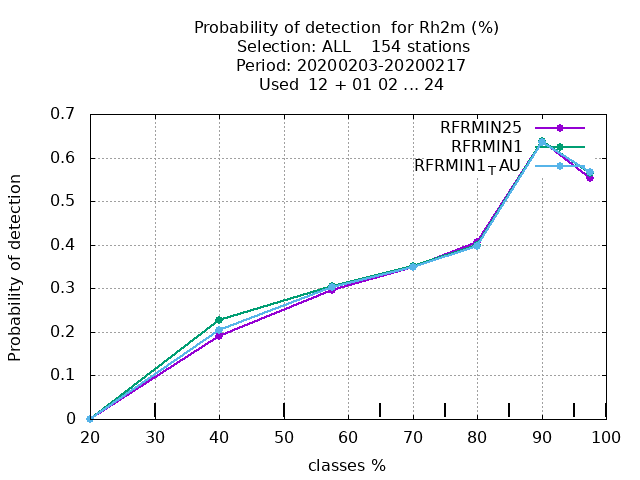 Probability of detection for Rh2m (%)
Selection: ALL 154 stations
Period: 20200203-20200217
Used 12 + 01 02 ... 24
RFRMIN25
RFRMIN1
RFRMIN1TAU
Probability of detection
0.7
0.6
0.5
0.4
0.3
0.2
0.1
0
20 30 40 50 60 70 80 90 100
classes %